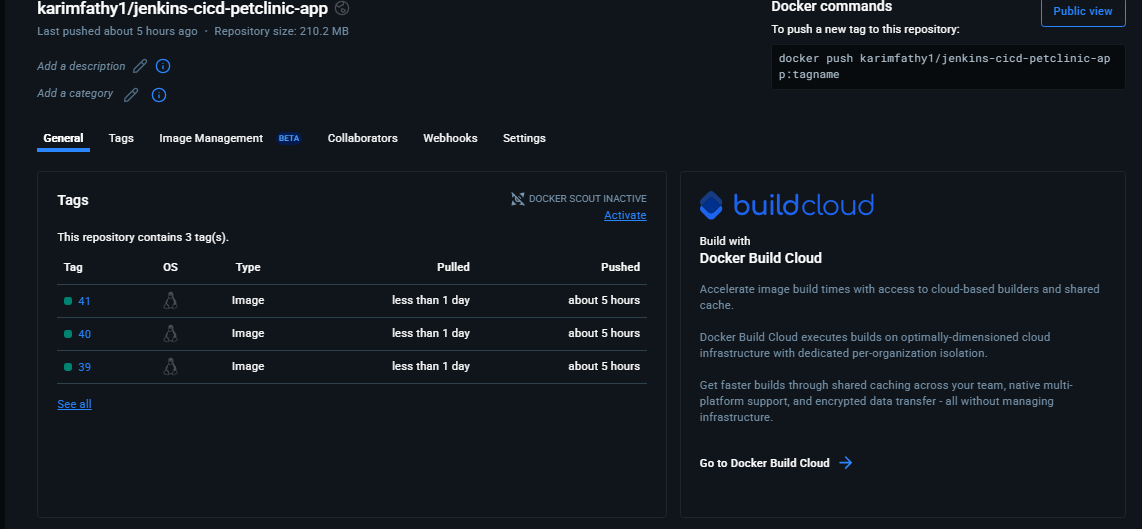 karimfathy1/jenkins-cicd-petclinic-app
Last pushed about 5 hours ago · Repository size: 210.2 MB
Add a description
Add a category
Docker commands
Public view
To push a new tag to this repository:
docker push karimfathy1/jenkins-cicd-petclinic-ap
p:tagname
General Tags Image Management BETA Collaborators Webhooks Settings
Tags
DOCKER SCOUT INACTIVE
Activate
This repository contains 3 tag(s).
Tag OS Type Pulled Pushed
41 Image less than 1 day about 5 hours
40 Image less than 1 day about 5 hours
39 Image less than 1 day about 5 hours
See all
buildcloud
Build with
Docker Build Cloud
Accelerate image build times with access to cloud-based builders and shared
cache.
Docker Build Cloud executes builds on optimally-dimensioned cloud
infrastructure with dedicated per-organization isolation.
Get faster builds through shared caching across your team, native multi-
platform support, and encrypted data transfer - all without managing
infrastructure.
Go to Docker Build Cloud